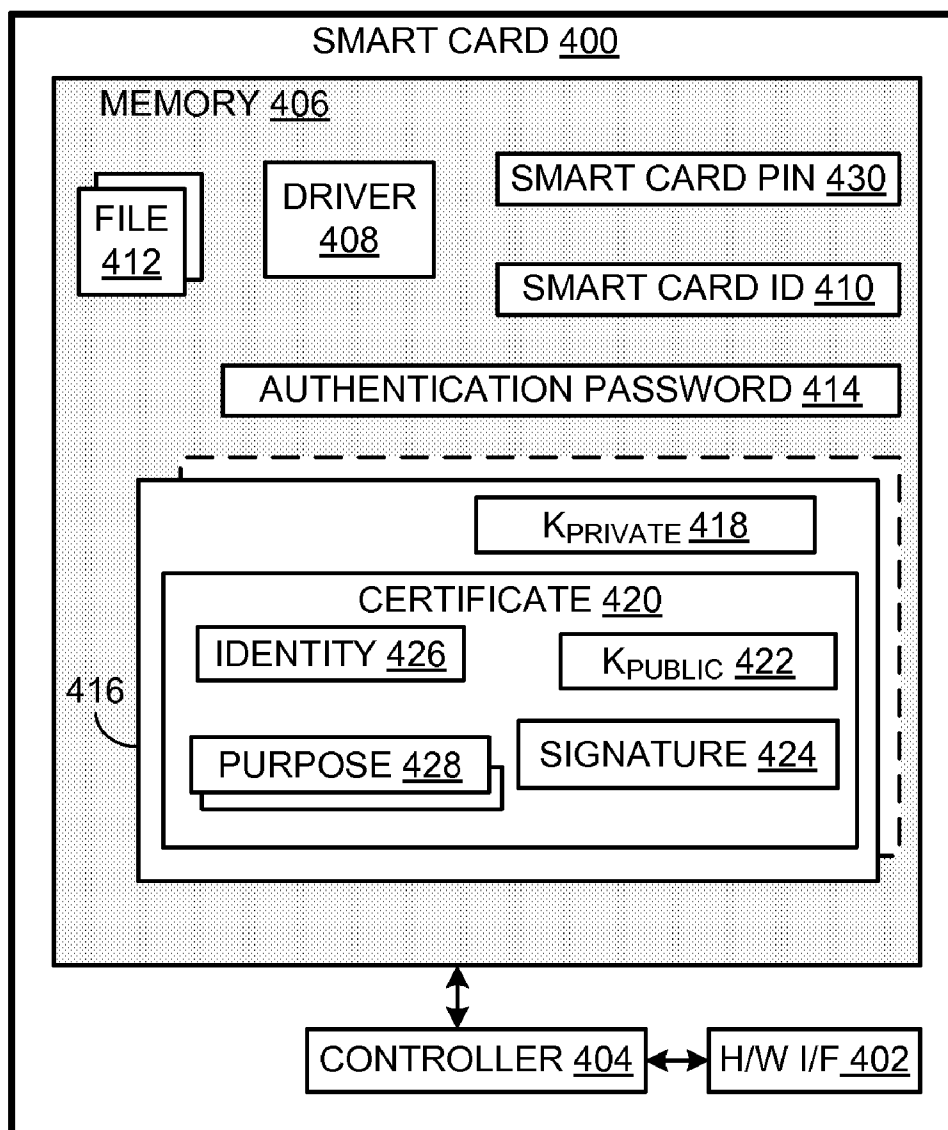 SMART CARD 400
MEMORY 406
FILE
412
DRIVER
408
SMART CARD PIN 430
SMART CARD ID 410
AUTHENTICATION PASSWORD 414
KPRIVATE 418
CERTIFICATE 420
IDENTITY 426
KPUBLIC 422
416
PURPOSE 428
SIGNATURE 424
CONTROLLER 404
H/W I/F 402